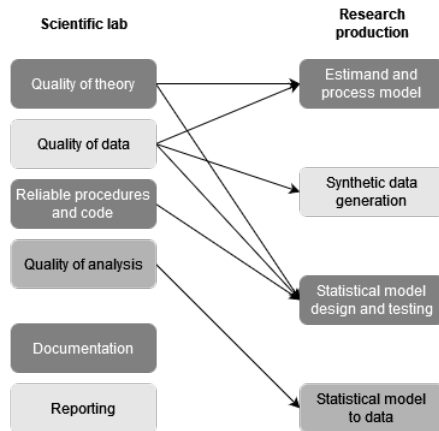 Scientific lab
Research
production
Quality of theory
Quality of data
Reliable procedures
and code
Quality of analysis
Documentation
Reporting
Estimand and
process model
Synthetic data
generation
Statistical model
design and testing
Statistical model
to data